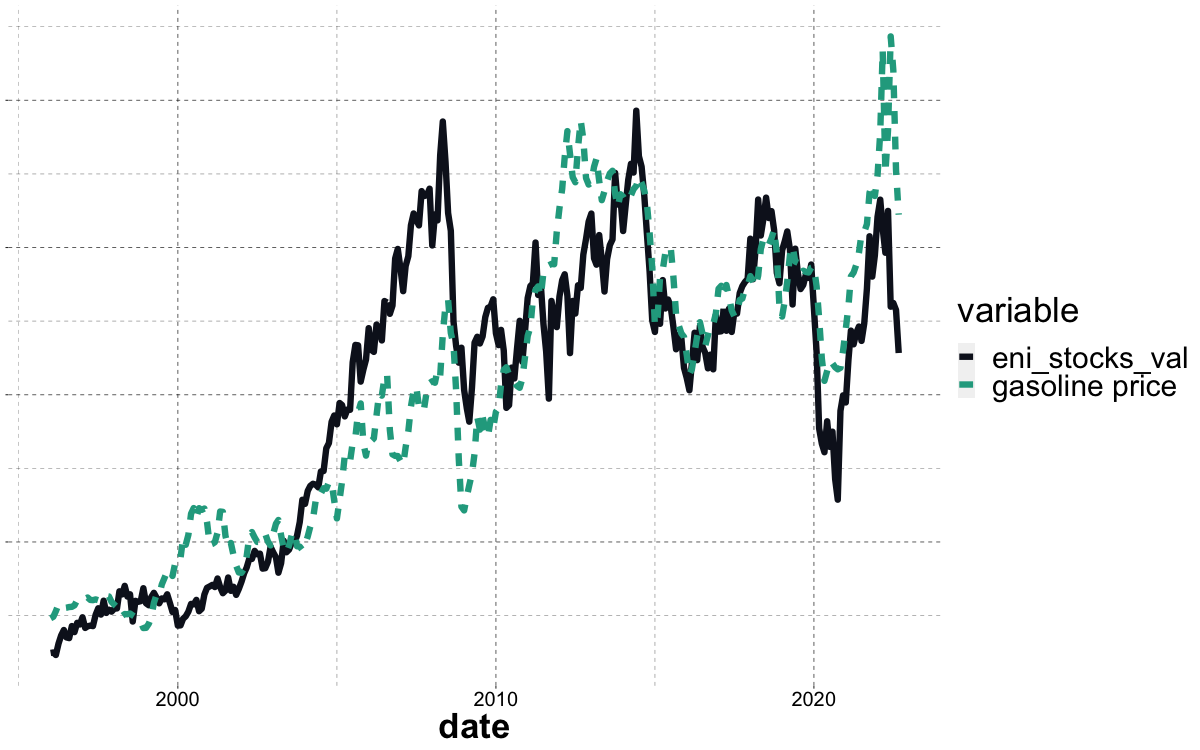 variable
eni_stocks_val
gasoline price
2000
2010
2020
date